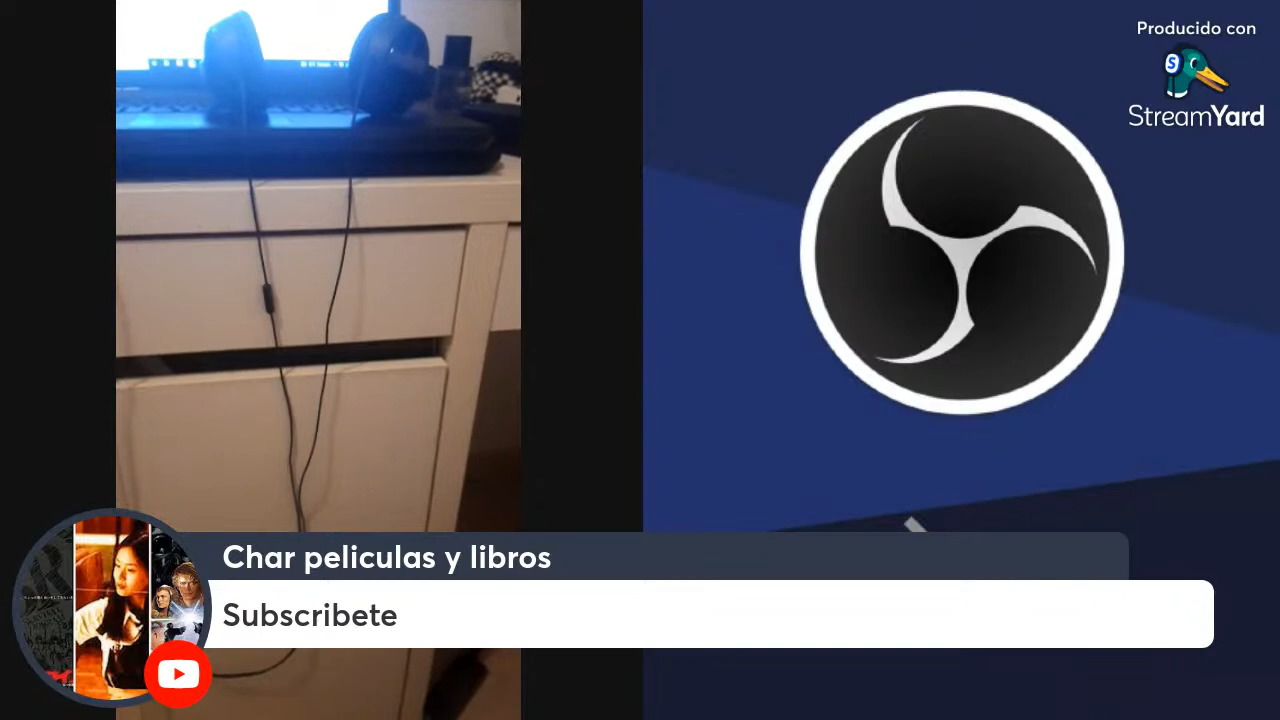 Producido con
StreamYard
Char peliculas y libros
Subscribete